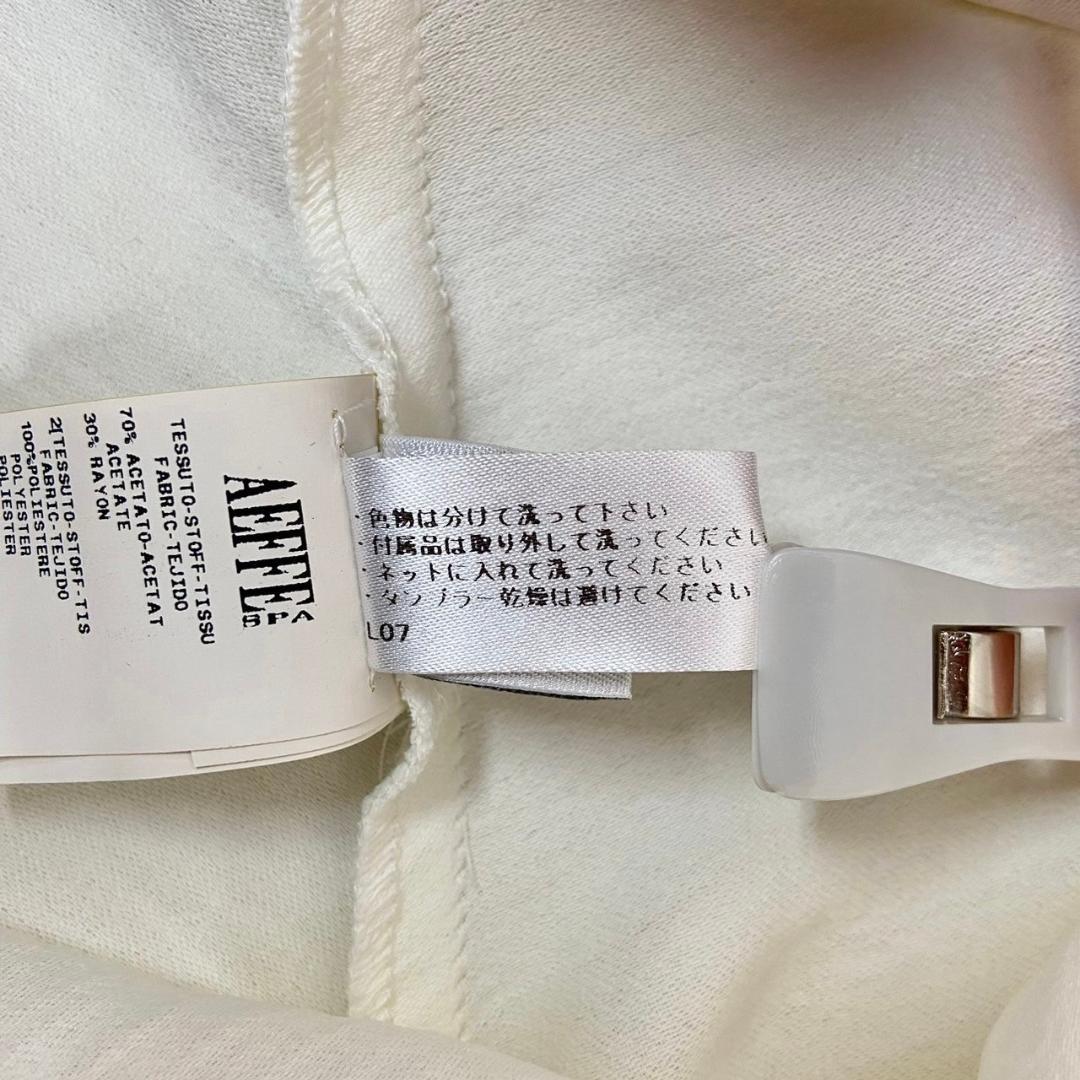 AEFFE
S.p.A.
TESSUTO-STOFF-TISSU
FABRIC-TEJIDO
70% ACETATO-ACETAT
ACETATE
30% RAYON
2)TESSUTO-STOFF-TIS
FABRIC-TEJIDO
100%POLIESTERE
POLYESTER
POLIESTER
・色物は分けて洗って下さい
・付属品は取り外して洗ってください
・ネットに入れて洗ってください
・タンブラー乾燥は避けてください
L07